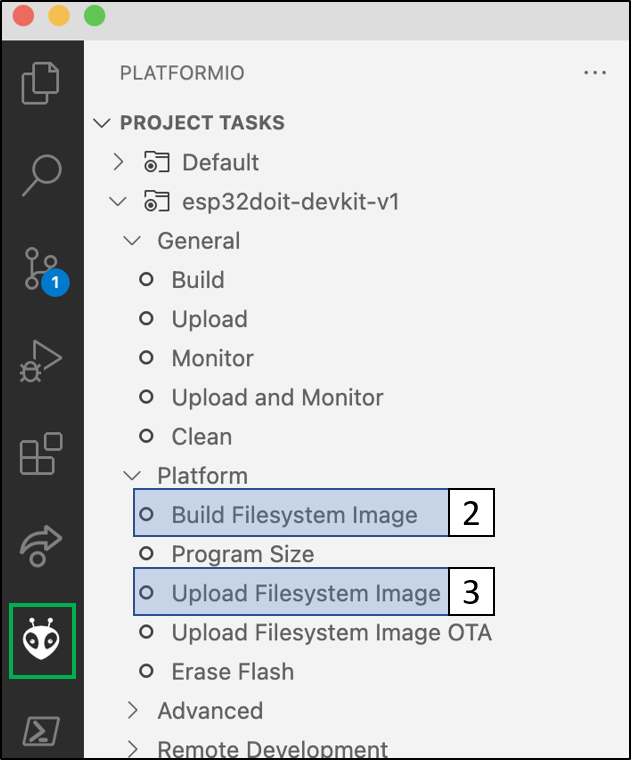 PLATFORMIO
PROJECT TASKS
Default
esp32doit-devkit-v1
General
Build
Upload
1
Monitor
Upload and Monitor
Clean
Platform
Build Filesystem Image 2
Program Size
Upload Filesystem Image 3
Upload Filesystem Image OTA
Erase Flash
Advanced
Remote Development